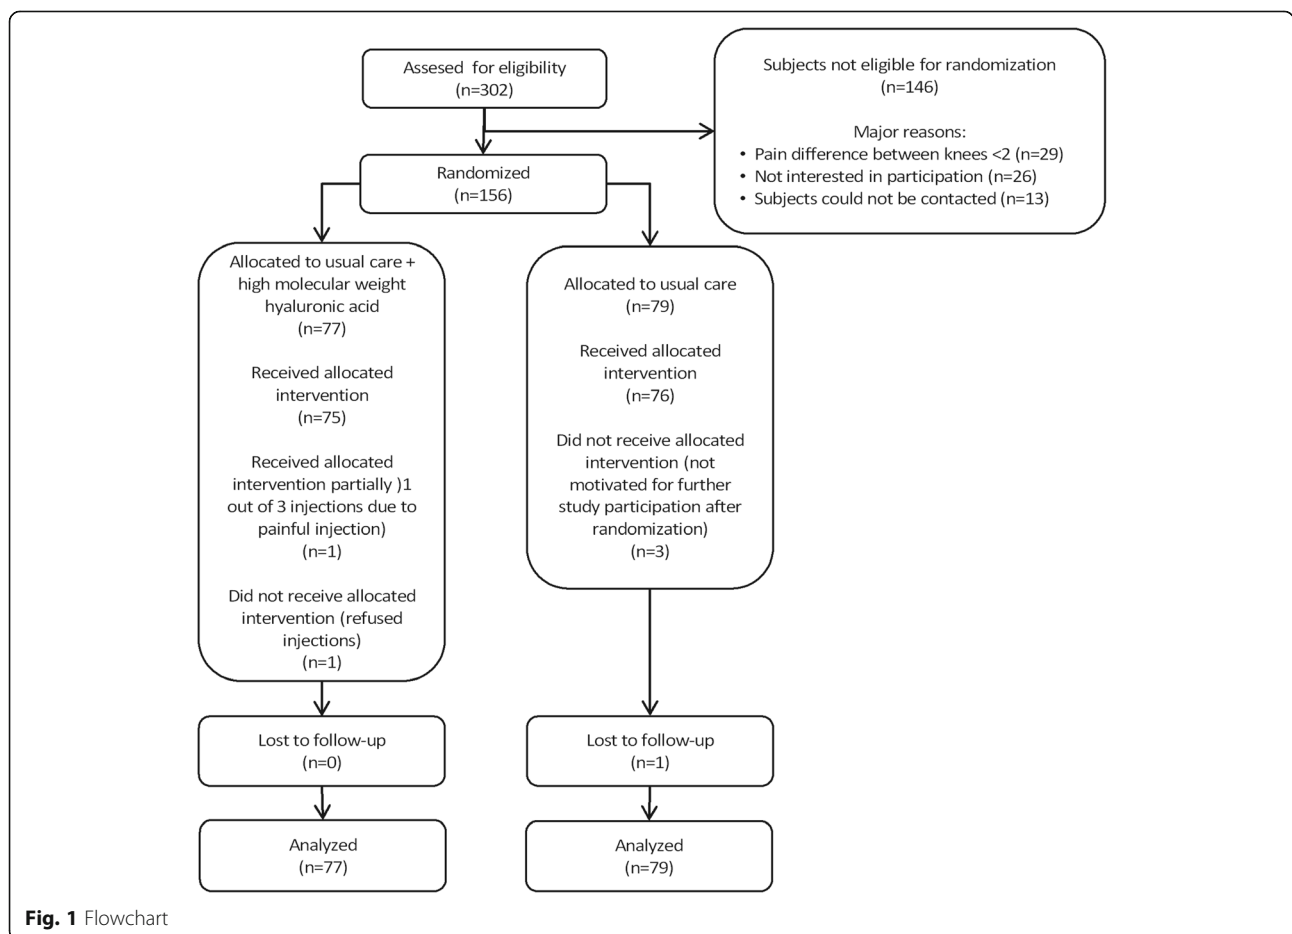 Assesed for eligibility
(n=302)
Subjects not eligible for randomization
(n=146)
Major reasons:
• Pain difference between knees <2 (n=29)
• Not interested in participation (n=26)
• Subjects could not be contacted (n=13)
Randomized
(n=156)
Allocated to usual care +
high molecular weight
hyaluronic acid
(n=77)
Received allocated
intervention
(n=75)
Received allocated
intervention partially )1
out of 3 injections due to
painful injection)
(n=1)
Did not receive allocated
intervention (refused
injections)
(n=1)
Allocated to usual care
(n=79)
Received allocated
intervention
(n=76)
Did not receive allocated
intervention (not
motivated for further
study participation after
randomization)
(n=3)
Lost to follow-up
(n=0)
Lost to follow-up
(n=1)
Analyzed
(n=77)
Analyzed
(n=79)
Fig. 1 Flowchart